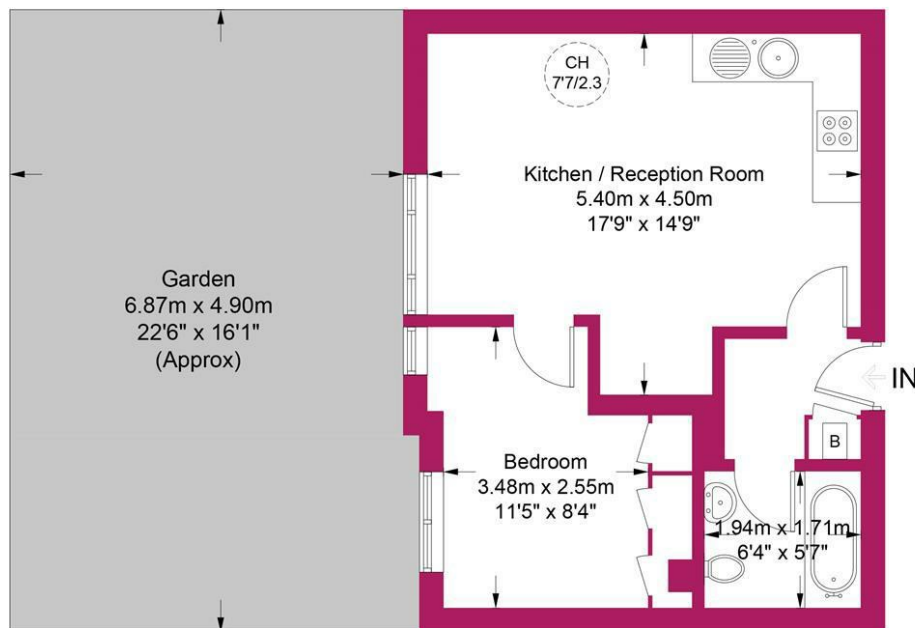 CH
7'7/2.3
Kitchen / Reception Room
5.40m x 4.50m
17'9" x 14'9"
Garden
6.87m x 4.90m
22'6" x 16'1"
(Approx)
IN
B
Bedroom
3.48m x 2.55m
11'5" x 8'4"
1.94m x 1.71m
6'4" x 5'7"